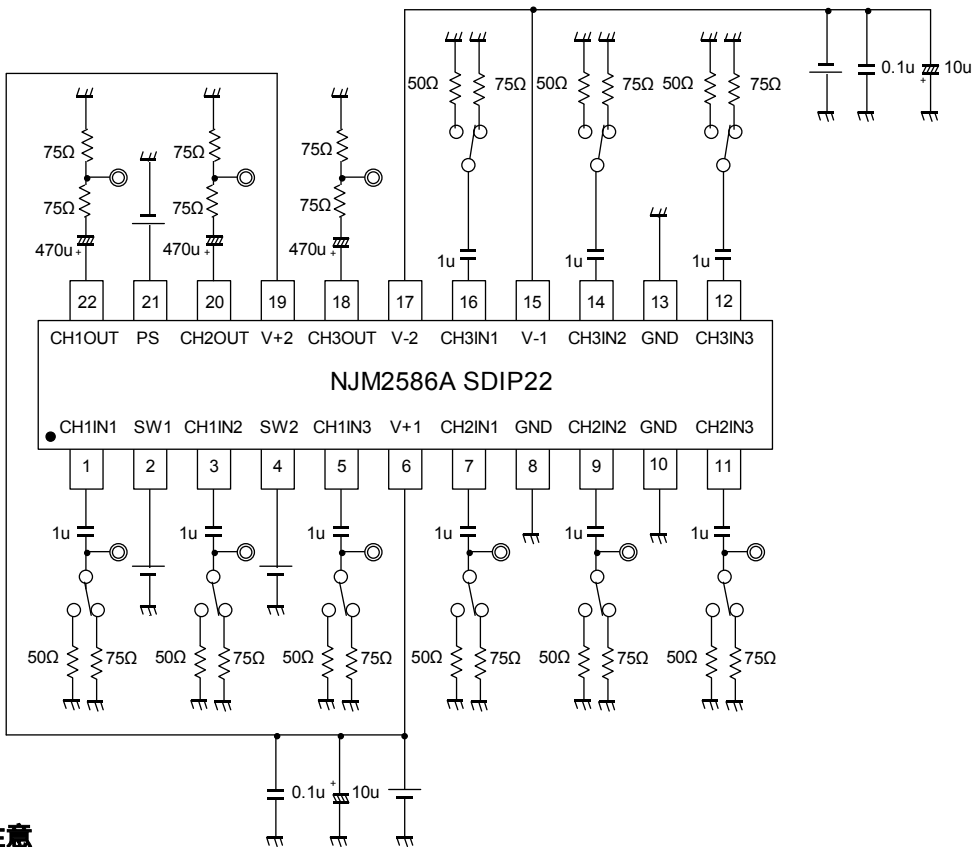 50Ω 75Ω 50Ω 75Ω 50Ω 75Ω 0.1u 10u
+
75Ω 75Ω 75Ω
75Ω 75Ω 75Ω
470u + 470u + 470u +
1u 1u 1u
22 21 20 19 18 17 16 15 14 13 12
CH1OUT PS CH2OUT V+2 CH3OUT V-2 CH3IN1 V-1 CH3IN2 GND CH3IN3
NJM2586A SDIP22
CH1IN1 SW1 CH1IN2 SW2 CH1IN3 V+1 CH2IN1 GND CH2IN2 GND CH2IN3
1 2 3 4 5 6 7 8 9 10 11
1u 1u 1u 1u 1u 1u
50Ω 75Ω 50Ω 75Ω 50Ω 75Ω 50Ω 75Ω 50Ω 75Ω 50Ω 75Ω
0.1u + 10u
意